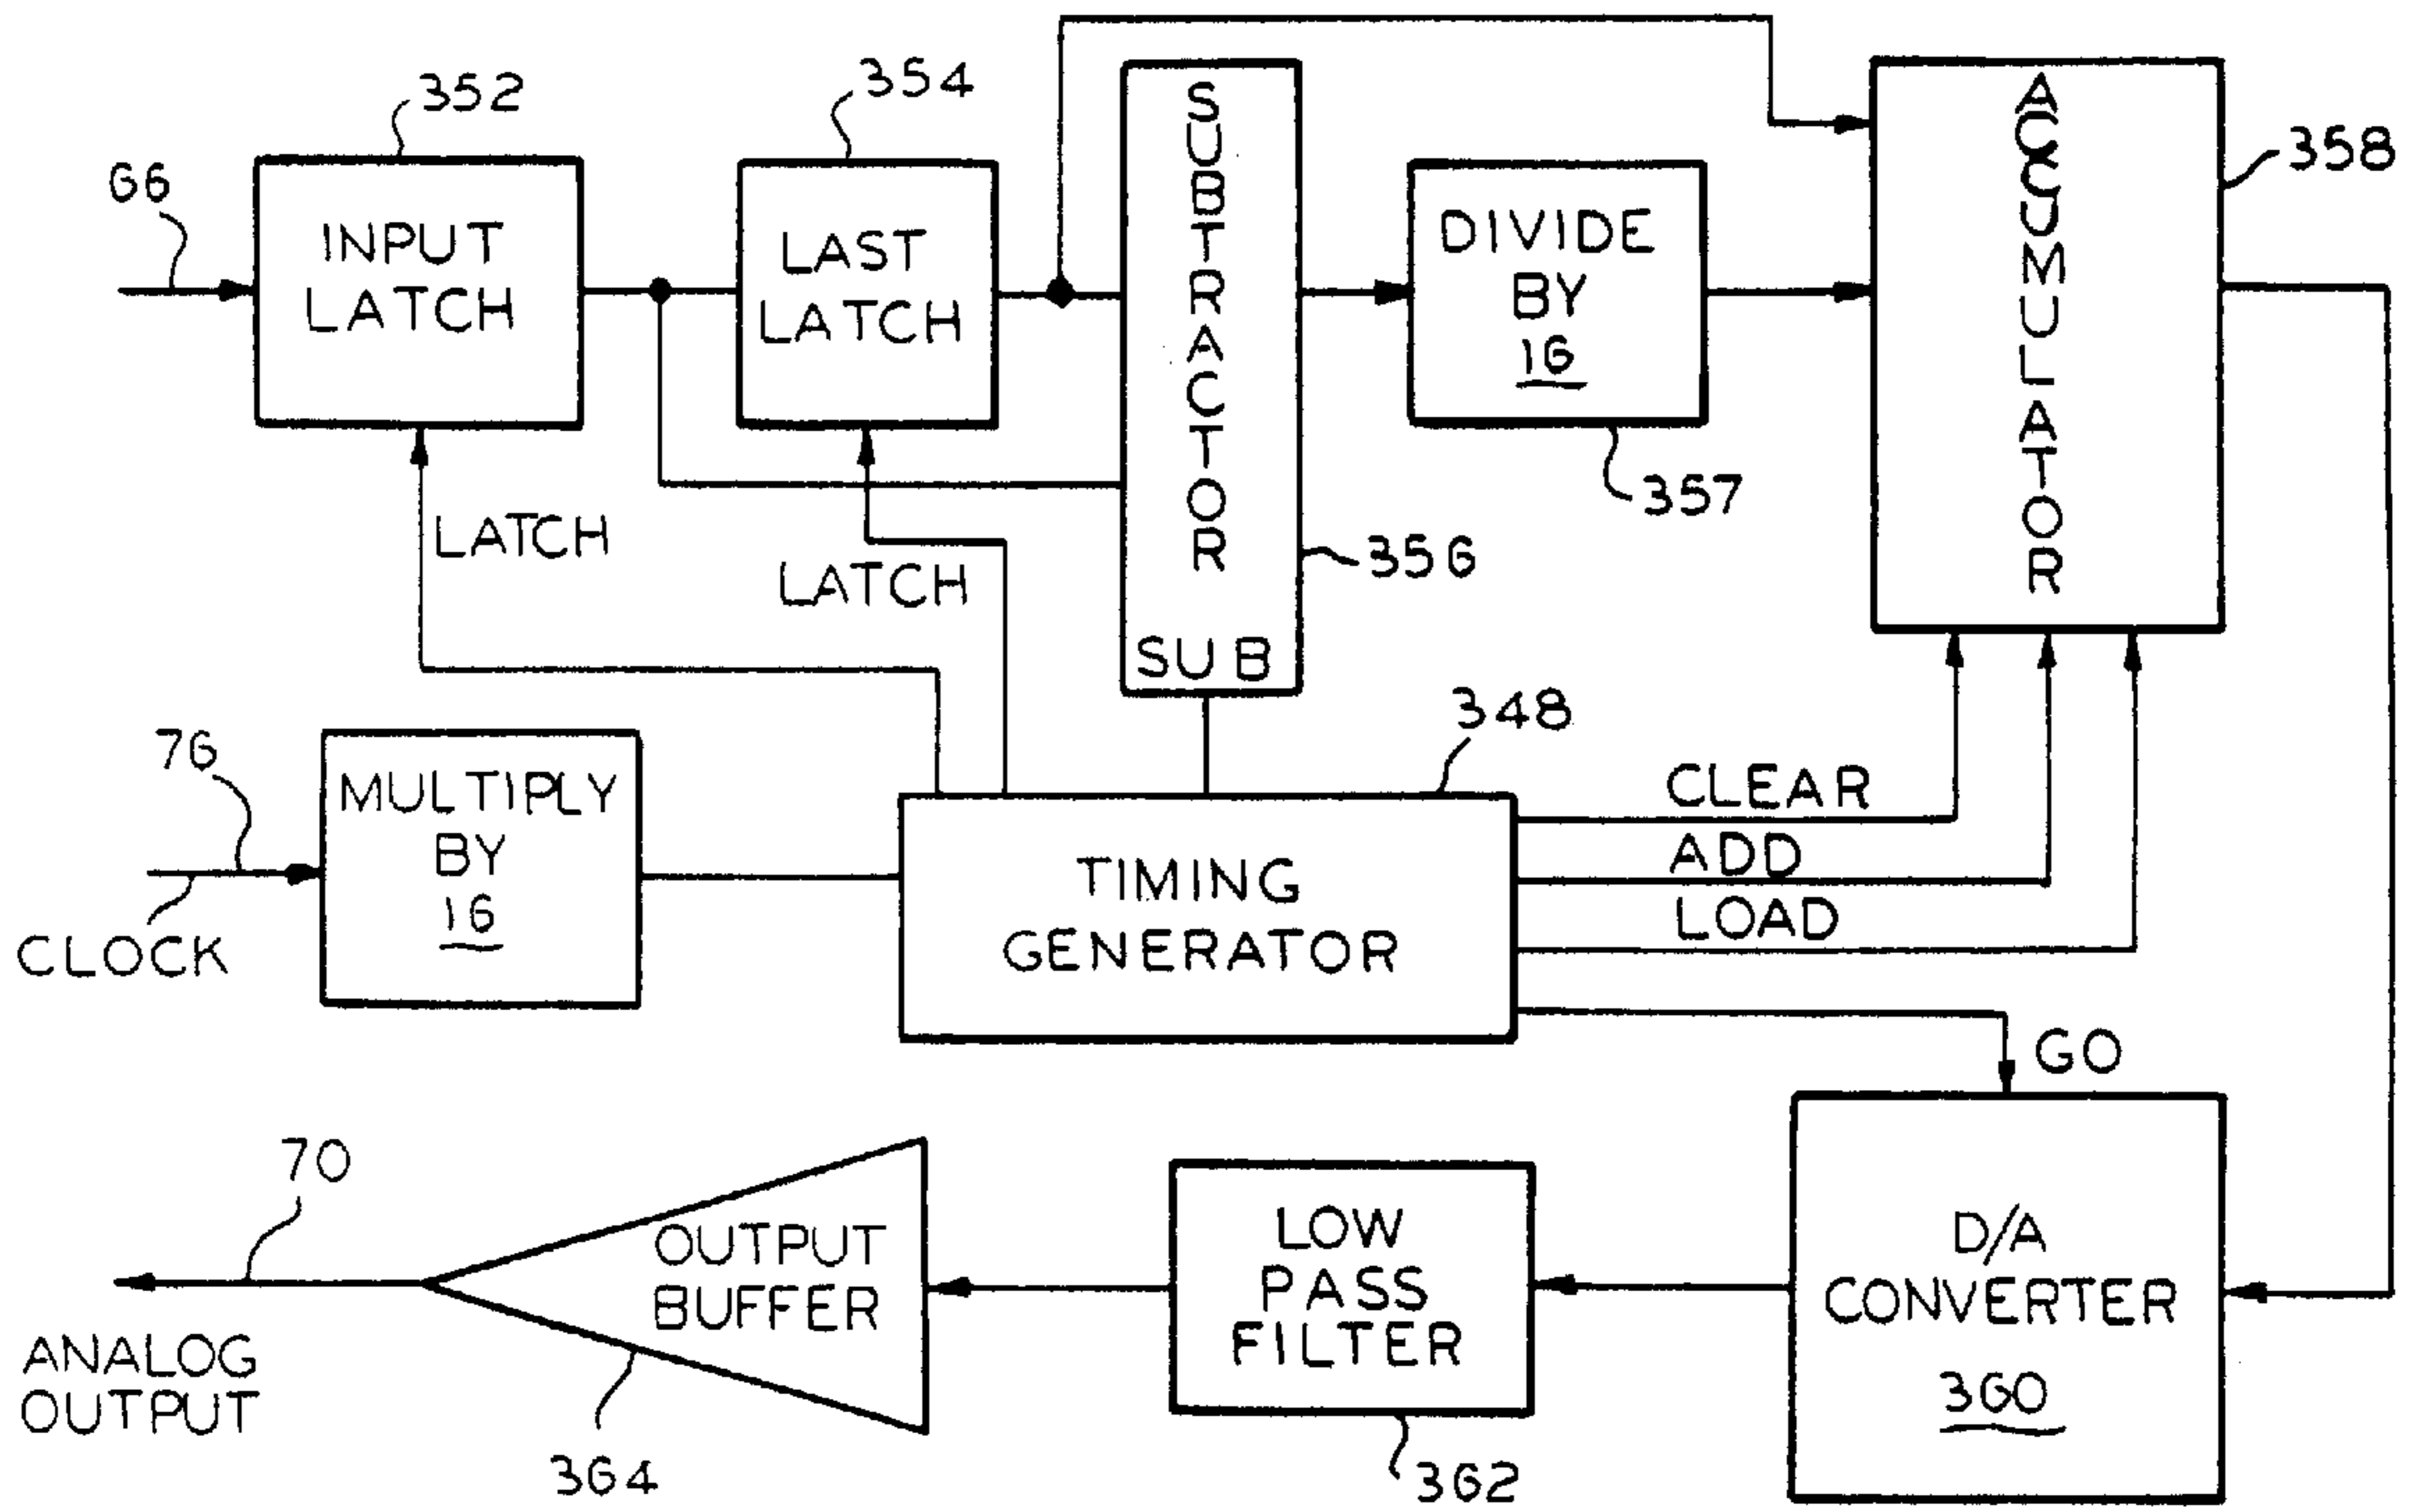 352
354
66
INPUT
LATCH
LAST
LATCH
SUBTRACTOR
SUB
DIVIDE
BY
16
ACCUMULATOR
358
357
356
LATCH
LATCH
348
76
CLOCK
MULTIPLY
BY
16
TIMING
GENERATOR
CLEAR
ADD
LOAD
GO
70
ANALOG
OUTPUT
OUTPUT
BUFFER
364
LOW
PASS
FILTER
362
D/A
CONVERTER
360